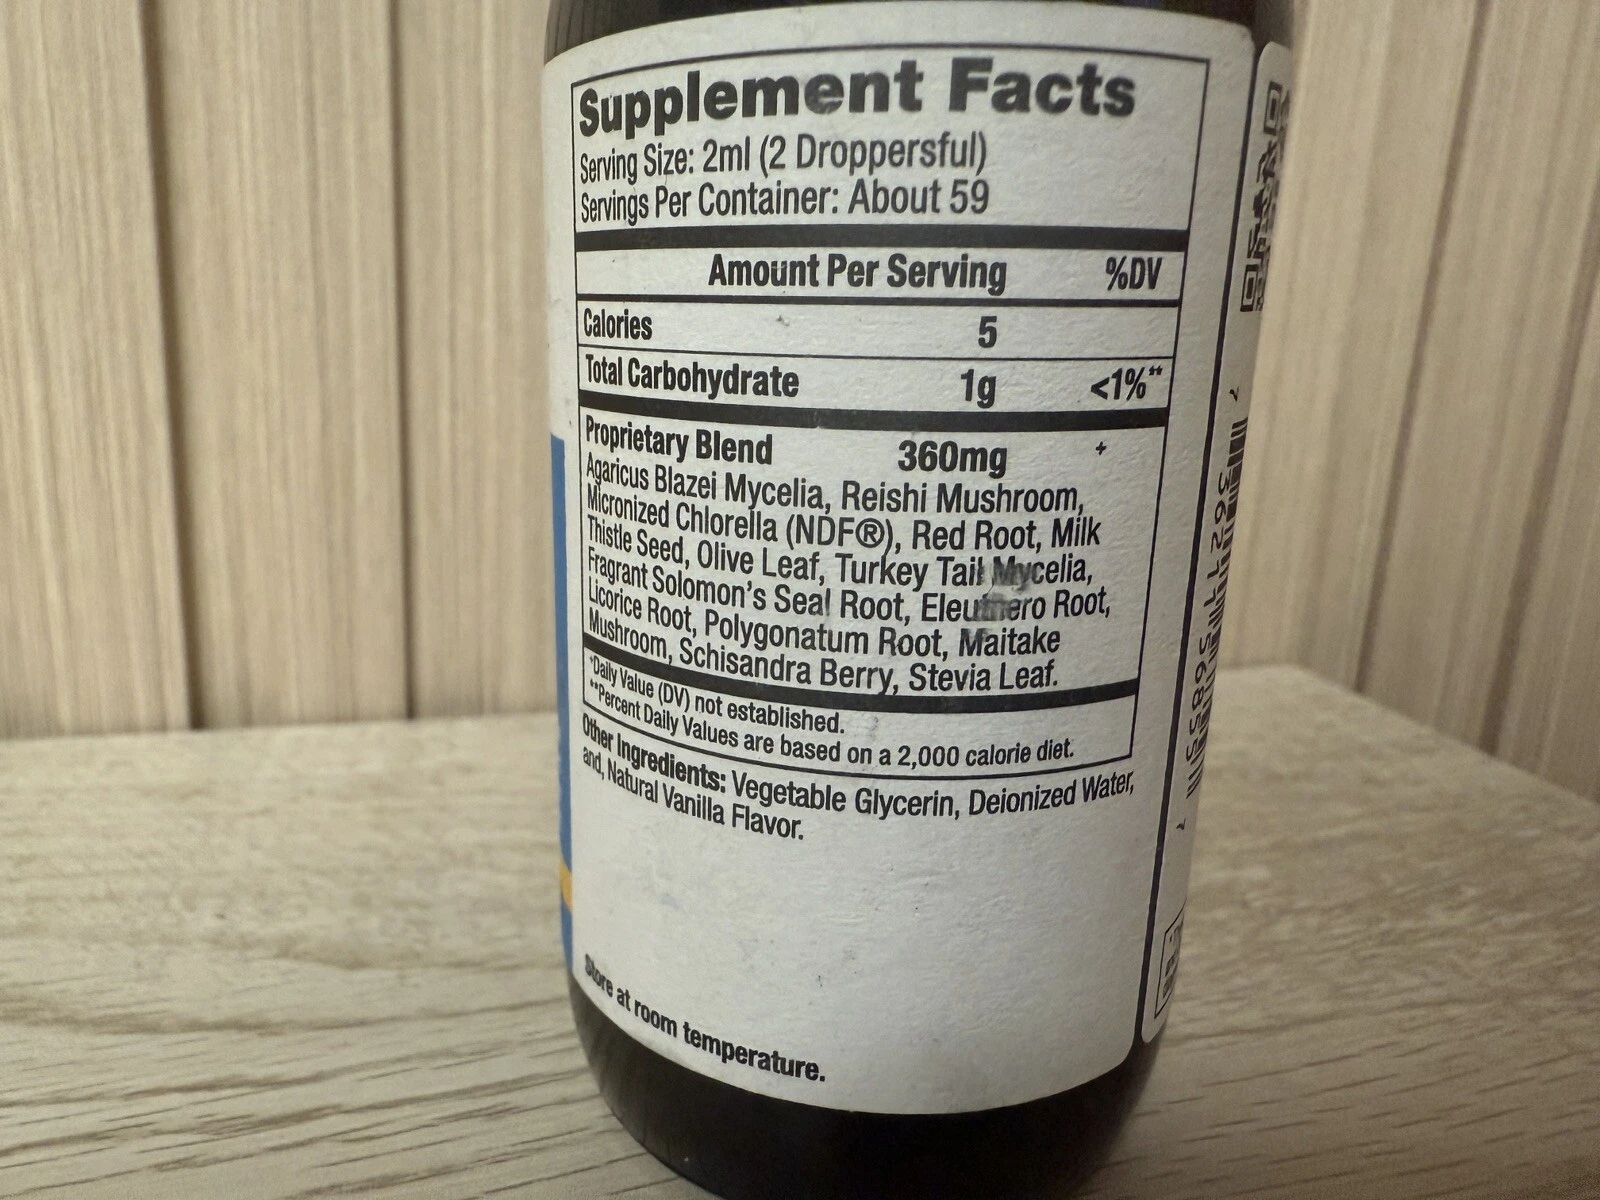 Supplement Facts
Serving Size: 2ml (2 Droppersful)
Servings Per Container: About 59
Amount Per Serving %DV
Calories 5
Total Carbohydrate 1g <1%**
Proprietary Blend 360mg +
Agaricus Blazei Mycelia, Reishi Mushroom,
Micronized Chlorella (NDF®), Red Root, Milk
Thistle Seed, Olive Leaf, Turkey Tail Mycelia,
Fragrant Solomon's Seal Root, Eleuthero Root,
Licorice Root, Polygonatum Root, Maitake
Mushroom, Schisandra Berry, Stevia Leaf.
*Daily Value (DV) not established.
**Percent Daily Values are based on a 2,000 calorie diet.
Other Ingredients: Vegetable Glycerin, Deionized Water,
and, Natural Vanilla Flavor.
Store at room temperature.